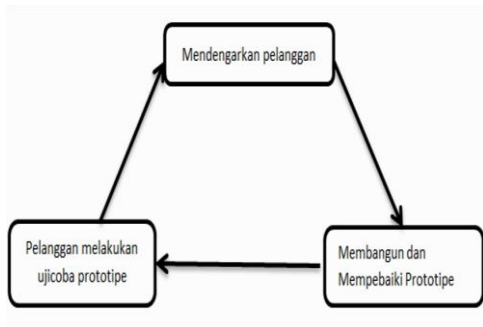 Mendengarkan pelanggan
Pelanggan melakukan
ujicoba prototipe
Membangun dan
Mempebaiki Prototipe